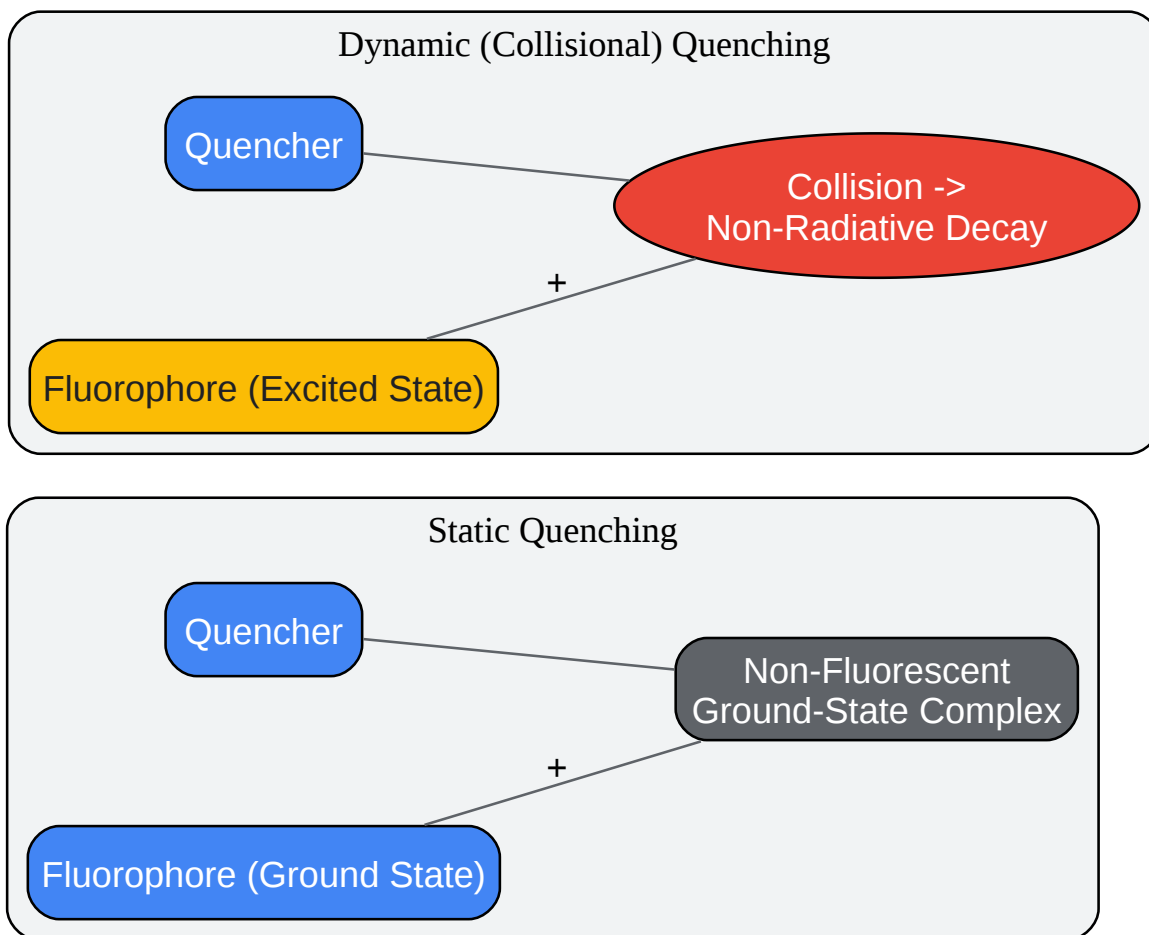 Dynamic (Collisional) Quenching
Quencher
Collision ->
Non-Radiative Decay
+
Fluorophore (Excited State)
Static Quenching
Quencher
Non-Fluorescent
Ground-State Complex
+
Fluorophore (Ground State)